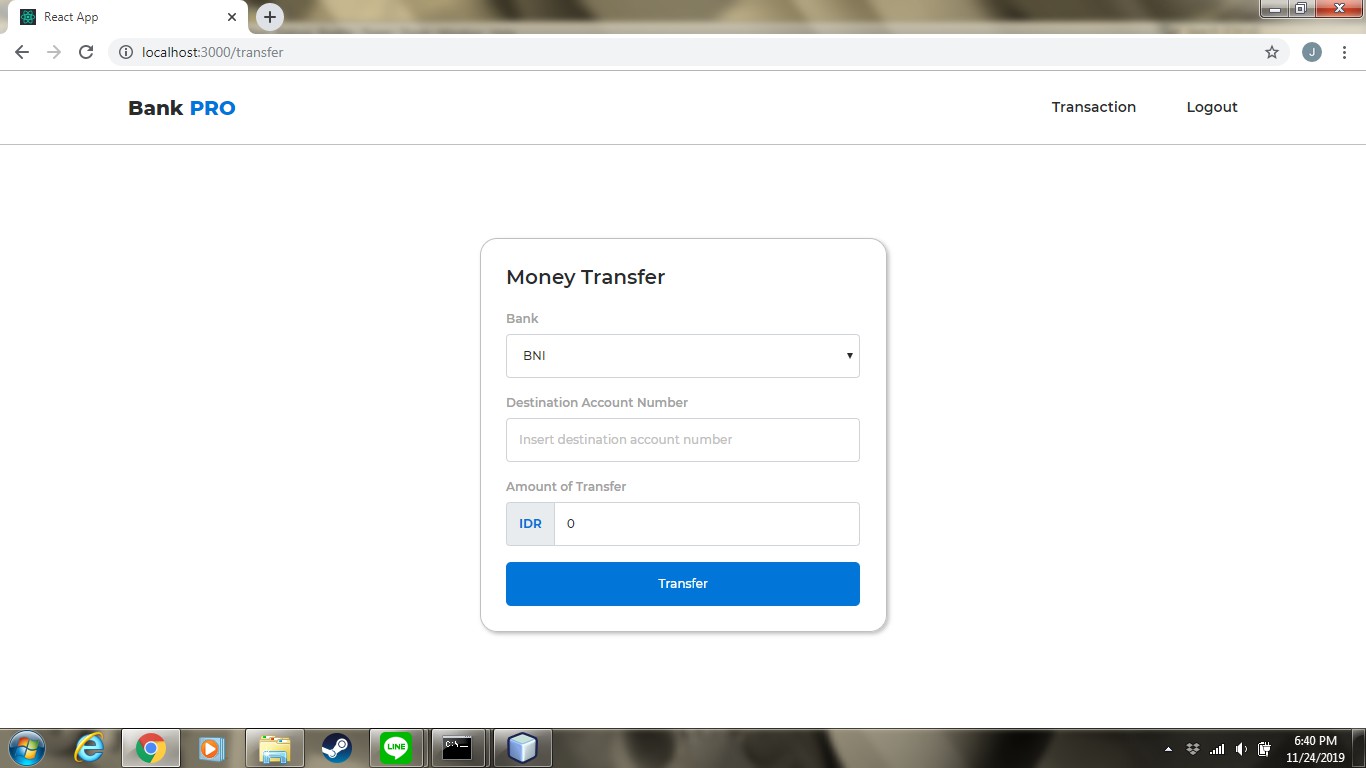 React App
localhost:3000/transfer
J
Bank PRO
Transaction
Logout
Money Transfer
Bank
BNI
Destination Account Number
Insert destination account number
Amount of Transfer
IDR
0
Transfer
LINE
C:\
6:40 PM
11/24/2019